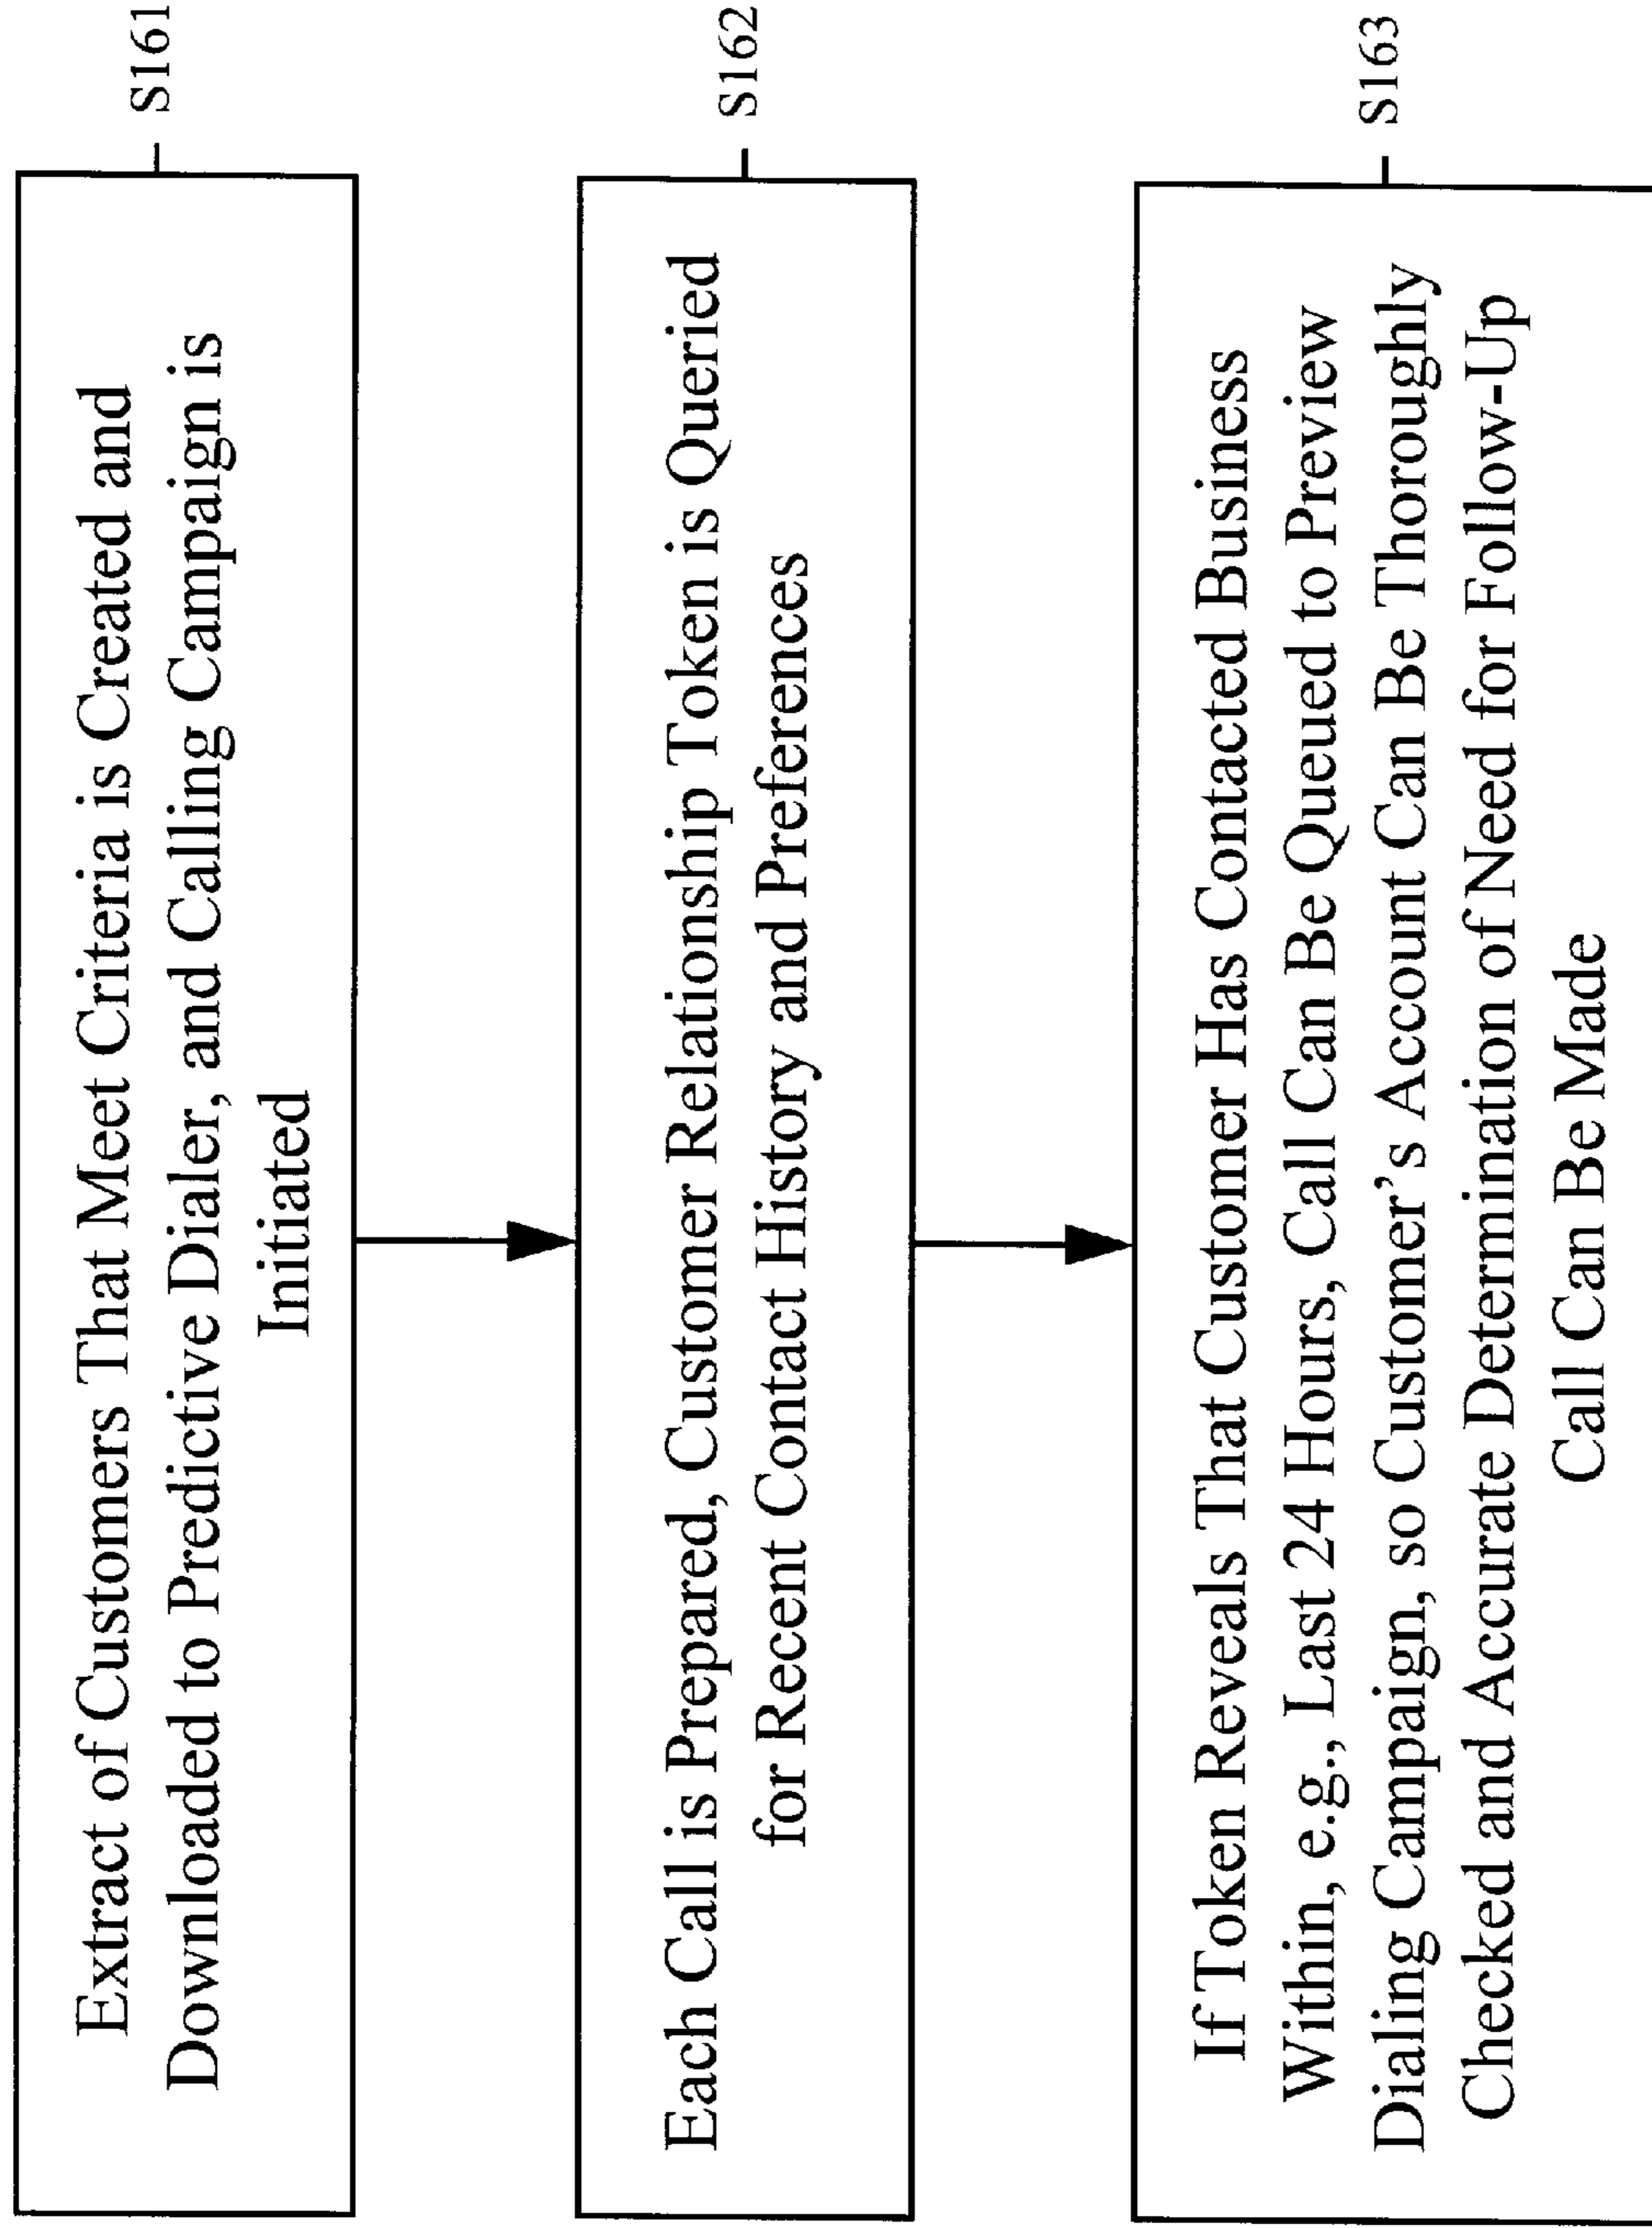 Extract of Customers That Meet Criteria is Created and
Downloaded to Predictive Dialer, and Calling Campaign is
Initiated
S161
Each Call is Prepared, Customer Relationship Token is Queried
for Recent Contact History and Preferences
S162
If Token Reveals That Customer Has Contacted Business
Within, e.g., Last 24 Hours, Call Can Be Queued to Preview
Dialing Campaign, so Customer's Account Can Be Thoroughly
Checked and Accurate Determination of Need for Follow-Up
Call Can Be Made
S163